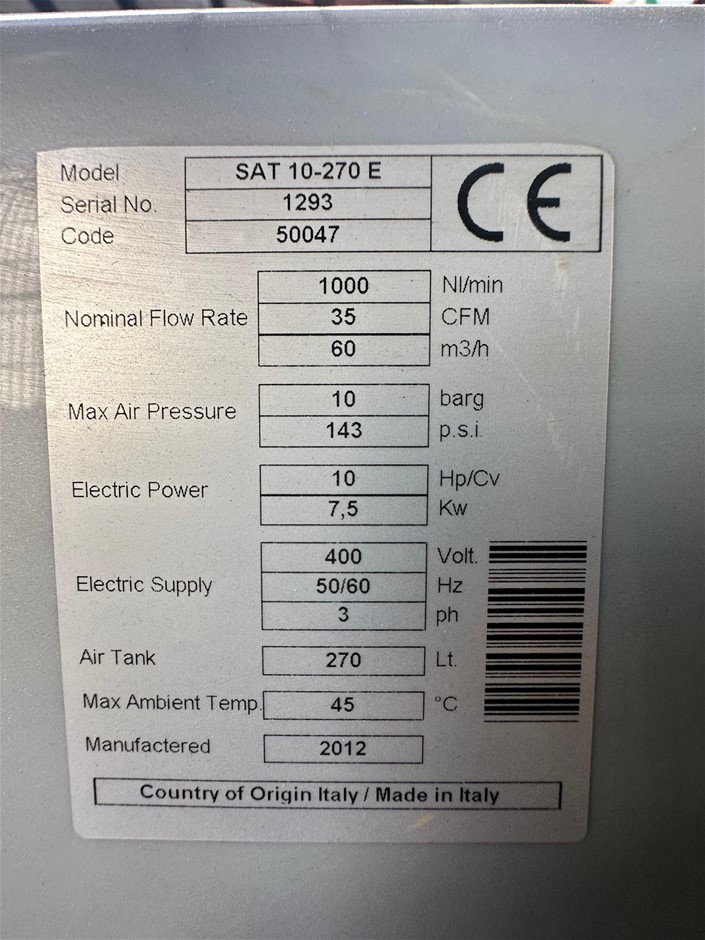 Model SAT 10-270 E CE
Serial No. 1293
Code 50047
1000 Nl/min
Nominal Flow Rate 35 CFM
60 m3/h
10 barg
Max Air Pressure
143 p.s.i.
10 Hp/Cv
Electric Power
7,5 Kw
400 Volt.
Electric Supply 50/60 Hz
3 ph
Air Tank 270 Lt.
Max Ambient Temp. 45 °C
Manufactered 2012
Country of Origin Italy / Made in Italy